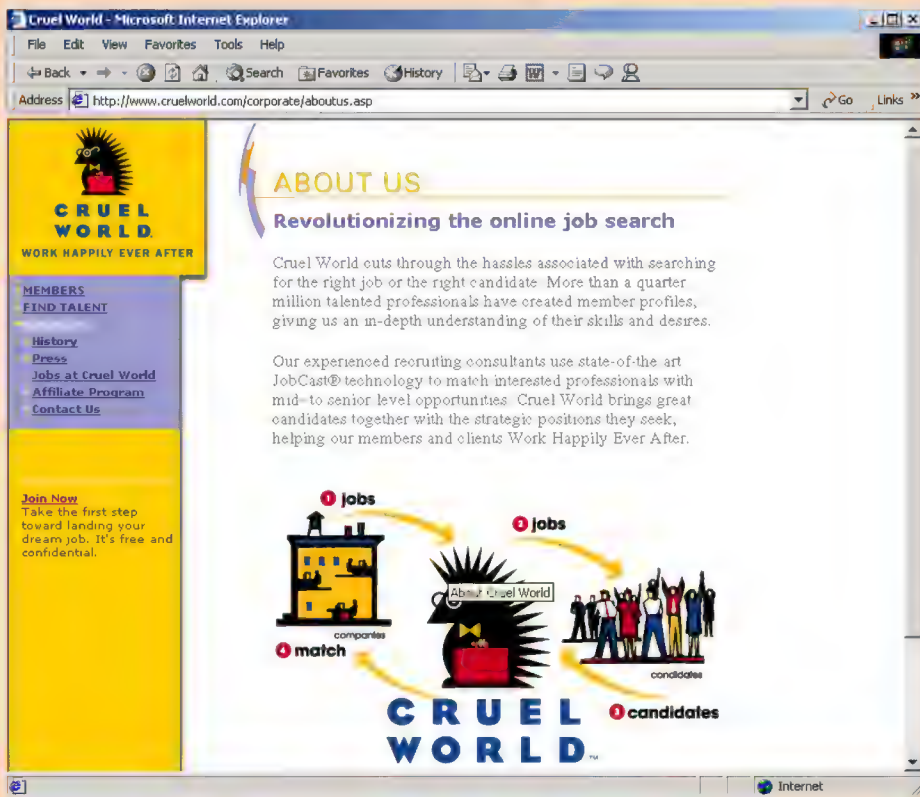 Cruel World - Microsoft Internet Explorer
File Edit View Favorites Tools Help
Back Search Favorites History
Address http://www.cruelworld.com/corporate/aboutus.asp Go Links »
CRUEL
WORLD
WORK HAPPILY EVER AFTER
MEMBERS
FIND TALENT
History
Press
Jobs at Cruel World
Affiliate Program
Contact Us
Join Now
Take the first step
toward landing your
dream job. It's free and
confidential.
ABOUT US
Revolutionizing the online job search
Cruel World cuts through the hassles associated with searching
for the right job or the right candidate. More than a quarter
million talented professionals have created member profiles,
giving us an in-depth understanding of their skills and desires.
Our experienced recruiting consultants use state-of-the art
JobCast® technology to match interested professionals with
mid- to senior level opportunities. Cruel World brings great
candidates together with the strategic positions they seek,
helping our members and clients Work Happily Ever After.
1 jobs
2 jobs
About Cruel World
companies
4 match
candidates
3 candidates
CRUEL
WORLD™
Internet